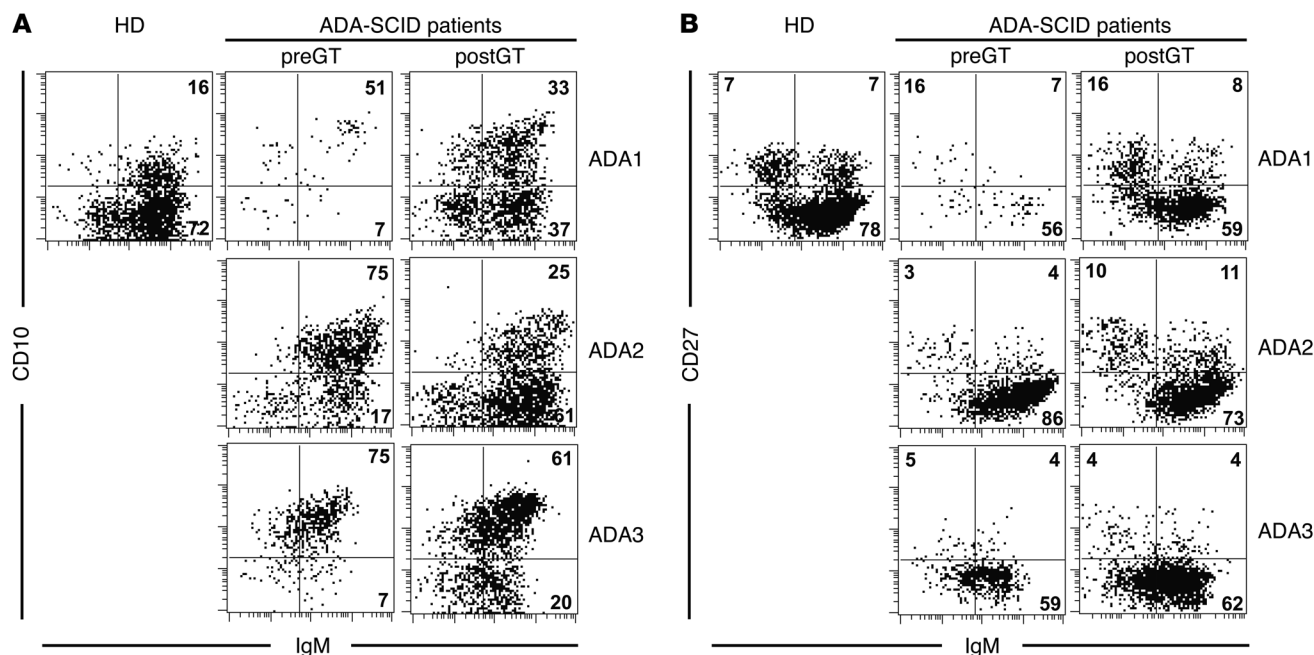 A HD ADA-SCID patients B HD ADA-SCID patients
preGT postGT preGT postGT
16 51 33 7 7 16 7 16 8
ADA1 ADA1
72 7 37 78 56 59
75 25 3 4 10 11
CD10 ADA2 CD27 ADA2
17 61 86 73
75 61 5 4 4 4
ADA3 ADA3
7 20 59 62
IgM IgM